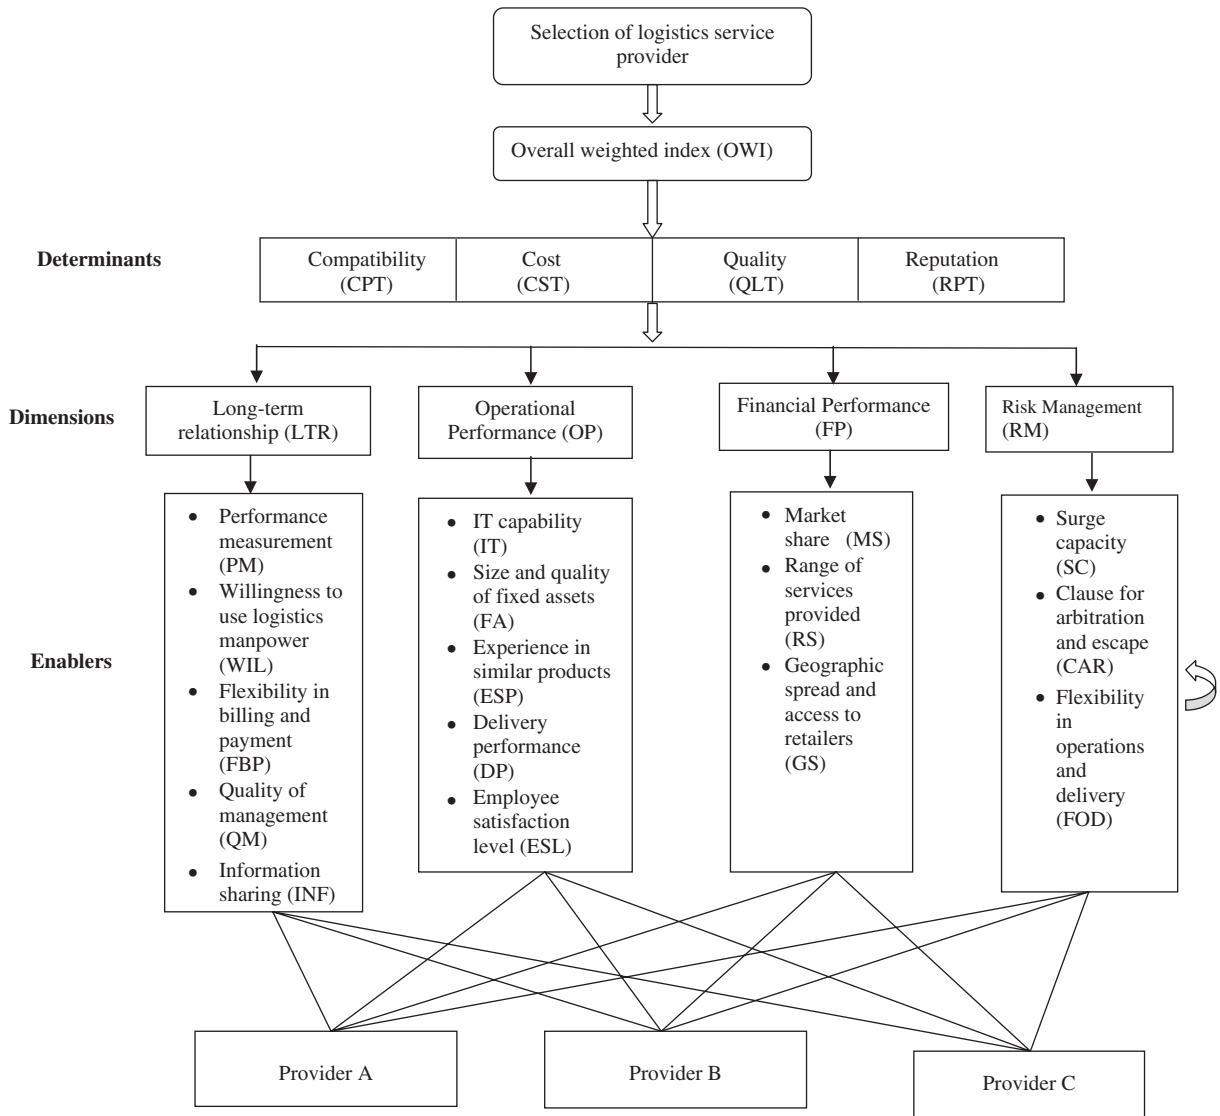 Selection of logistics service
provider
Overall weighted index (OWI)
Determinants
Compatibility
(CPT)
Cost
(CST)
Quality
(QLT)
Reputation
(RPT)
Dimensions
Long-term
relationship (LTR)
Operational
Performance (OP)
Financial Performance
(FP)
Risk Management
(RM)
Enablers
• Performance
measurement
(PM)
• Willingness to
use logistics
manpower
(WIL)
• Flexibility in
billing and
payment
(FBP)
• Quality of
management
(QM)
• Information
sharing (INF)
• IT capability
(IT)
• Size and quality
of fixed assets
(FA)
• Experience in
similar products
(ESP)
• Delivery
performance
(DP)
• Employee
satisfaction
level (ESL)
• Market
share (MS)
• Range of
services
provided
(RS)
• Geographic
spread and
access to
retailers
(GS)
• Surge
capacity
(SC)
• Clause for
arbitration
and escape
(CAR)
• Flexibility
in
operations
and
delivery
(FOD)
Provider A
Provider B
Provider C